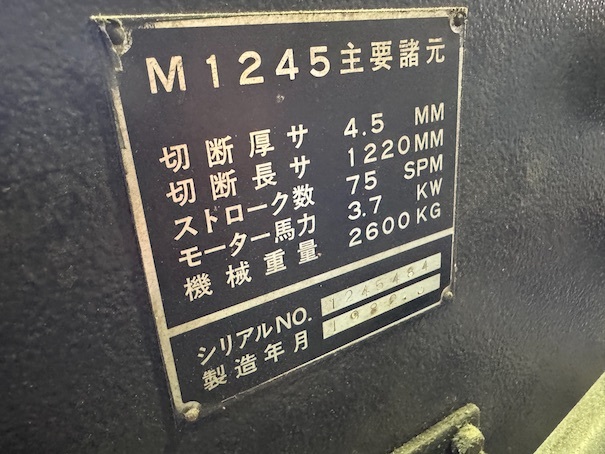 M1245主要諸元
切断厚サ 4.5 MM
切断長サ 1220MM
ストローク数 75 SPM
モーター馬力 3.7 KW
機械重量 2600KG
シリアルNO. 1245484
製造年月